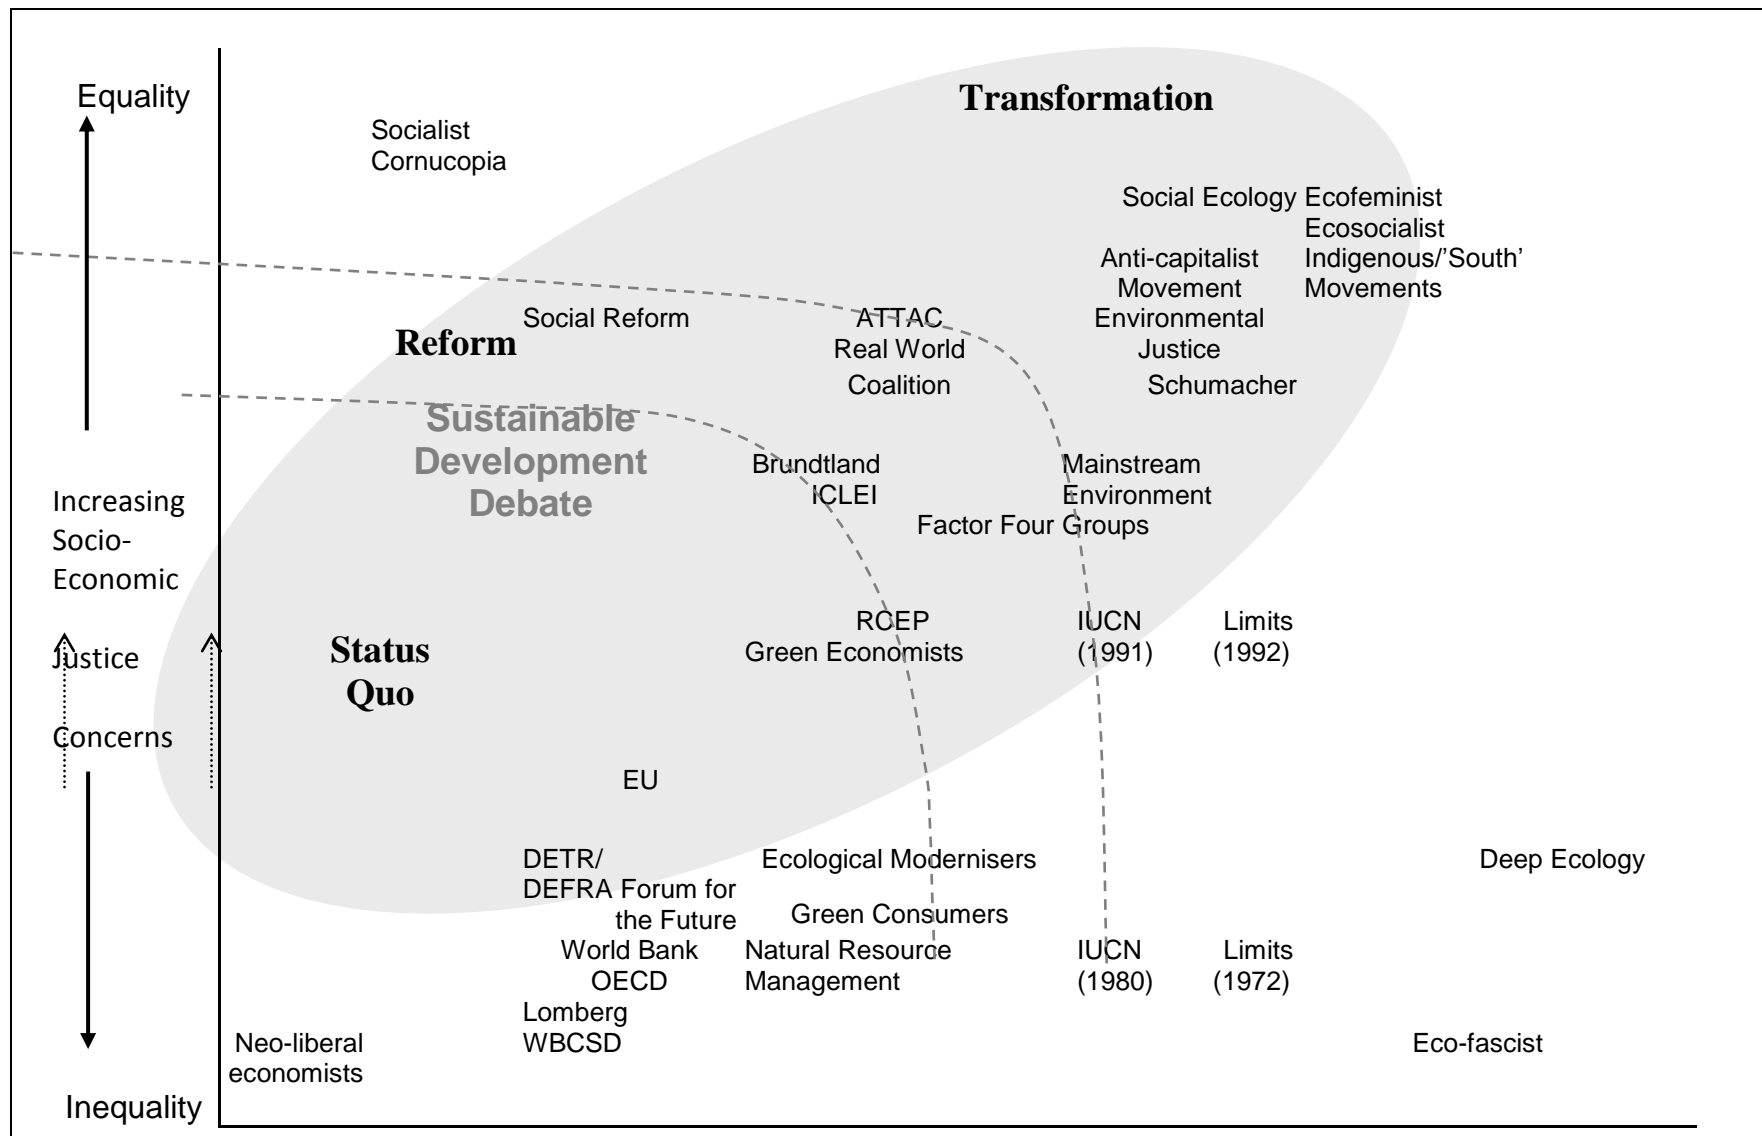 Equality
Transformation
Socialist
Cornucopia
Social Ecology Ecofeminist
Ecosocialist
Anti-capitalist
Movement
Indigenous/’South’
Movements
Social Reform
ATTAC
Environmental
Reform
Real World
Justice
Coalition
Schumacher
Sustainable
Development
Debate
Brundtland
ICLEI
Mainstream
Environment
Factor Four Groups
Increasing
Socio-
Economic
Justice
Concerns
Status
Quo
RCEP
Green Economists
IUCN
(1991)
Limits
(1992)
EU
DETR/
DEFRA Forum for
the Future
Ecological Modernisers
Deep Ecology
Green Consumers
World Bank
OECD
Natural Resource
Management
IUCN
(1980)
Limits
(1972)
Lomberg
WBCSD
Neo-liberal
economists
Eco-fascist
Inequality